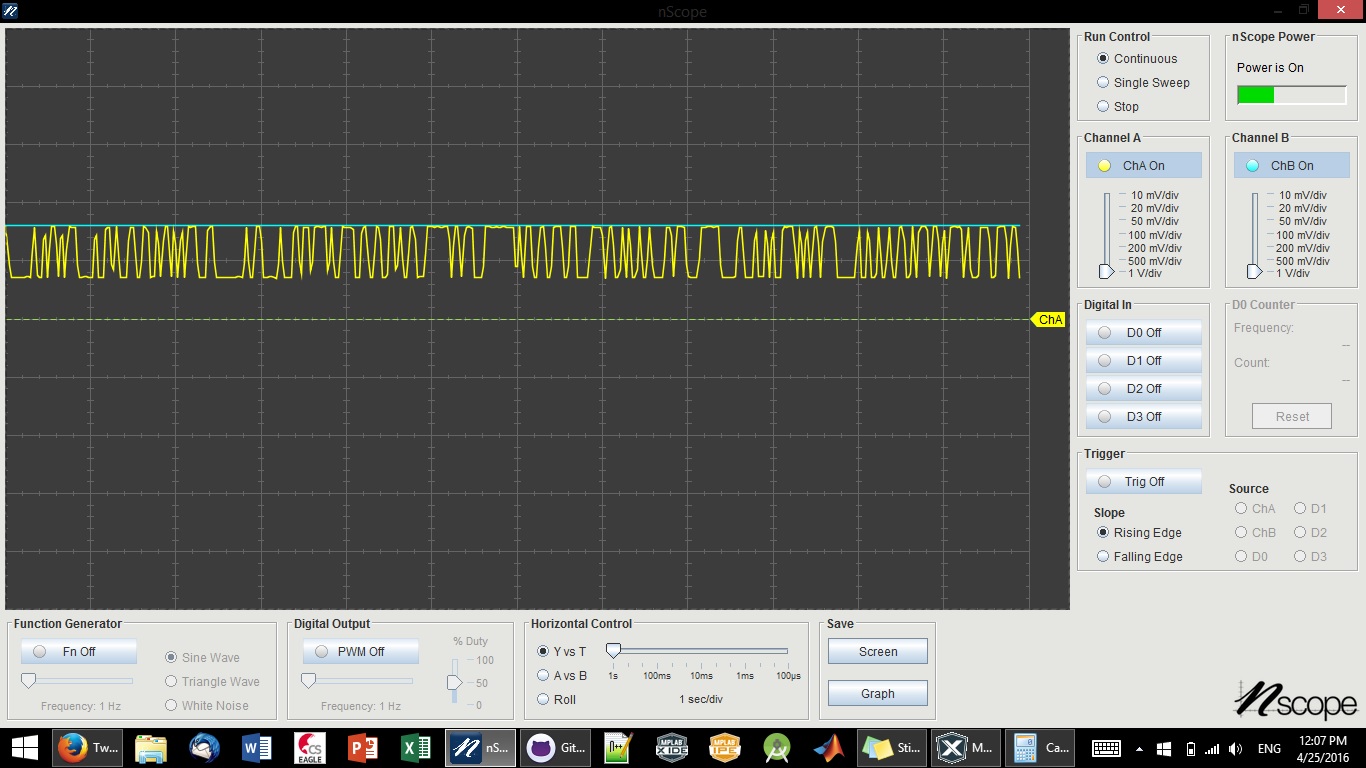 nScope
Run Control
Continuous
Single Sweep
Stop
nScope Power
Power is On
Channel A
ChA On
10 mV/div
20 mV/div
50 mV/div
100 mV/div
200 mV/div
500 mV/div
1 V/div
Channel B
ChB On
10 mV/div
20 mV/div
50 mV/div
100 mV/div
200 mV/div
500 mV/div
1 V/div
ChA
Digital In
D0 Off
D1 Off
D2 Off
D3 Off
D0 Counter
Frequency:
--
Count:
--
Reset
Trigger
Trig Off
Slope
Rising Edge
Falling Edge
Source
ChA D1
ChB D2
D0 D3
Function Generator
Fn Off
Frequency: 1 Hz
Sine Wave
Triangle Wave
White Noise
Digital Output
PWM Off
Frequency: 1 Hz
% Duty
100
50
0
Horizontal Control
Y vs T
A vs B
Roll
1s 100ms 10ms 1ms 100µs
1 sec/div
Save
Screen
Graph
nscope
Tw...
W
CS
EAGLE
P
X
nS...
Git...
MPLAB
X IDE
MPLAB
IPE
Sti...
M...
Ca...
ENG
12:07 PM
4/25/2016